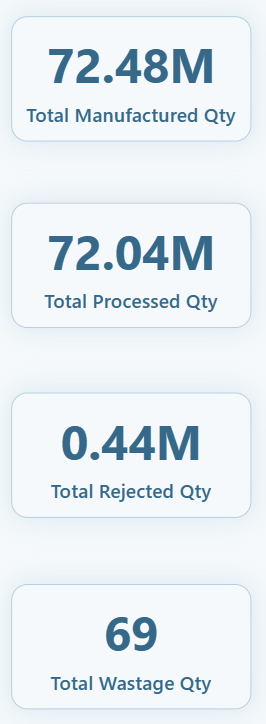 72.48M
Total Manufactured Qty
72.04M
Total Processed Qty
0.44M
Total Rejected Qty
69
Total Wastage Qty